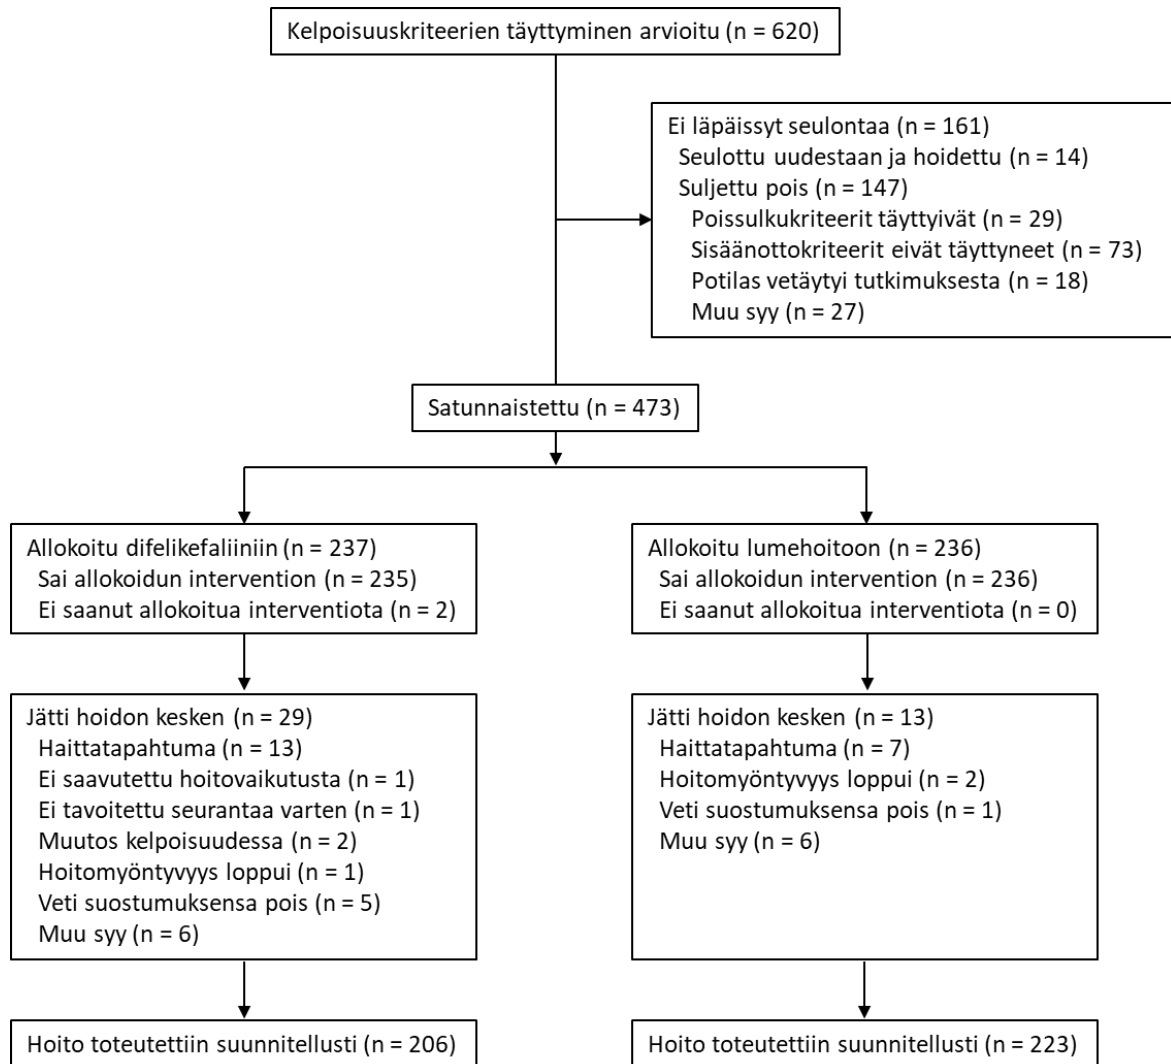 Kelpoisuuskriteerien täyttyminen arvioitu (n = 620)
Ei läpäissyt seulontaa (n = 161)
Seulottu uudestaan ja hoidettu (n = 14)
Suljettu pois (n = 147)
Poissulkukriteerit täyttyivät (n = 29)
Sisäänottokriteerit eivät täyttyneet (n = 73)
Potilas vetäytyi tutkimuksesta (n = 18)
Muu syy (n = 27)
Satunnaistettu (n = 473)
Allokoitu difelikefaliiniin (n = 237)
Sai allokoidun intervention (n = 235)
Ei saanut allokoitua interventiota (n = 2)
Allokoitu lumehoitoon (n = 236)
Sai allokoidun intervention (n = 236)
Ei saanut allokoitua interventiota (n = 0)
Jätti hoidon kesken (n = 29)
Haittatapahtuma (n = 13)
Ei saavutettu hoitovaikutusta (n = 1)
Ei tavoitettu seurantaa varten (n = 1)
Muutos kelpoisuudessa (n = 2)
Hoitomyöntyvyys loppui (n = 1)
Veti suostumuksensa pois (n = 5)
Muu syy (n = 6)
Jätti hoidon kesken (n = 13)
Haittatapahtuma (n = 7)
Hoitomyöntyvyys loppui (n = 2)
Veti suostumuksensa pois (n = 1)
Muu syy (n = 6)
Hoito toteutettiin suunnitellusti (n = 206)
Hoito toteutettiin suunnitellusti (n = 223)